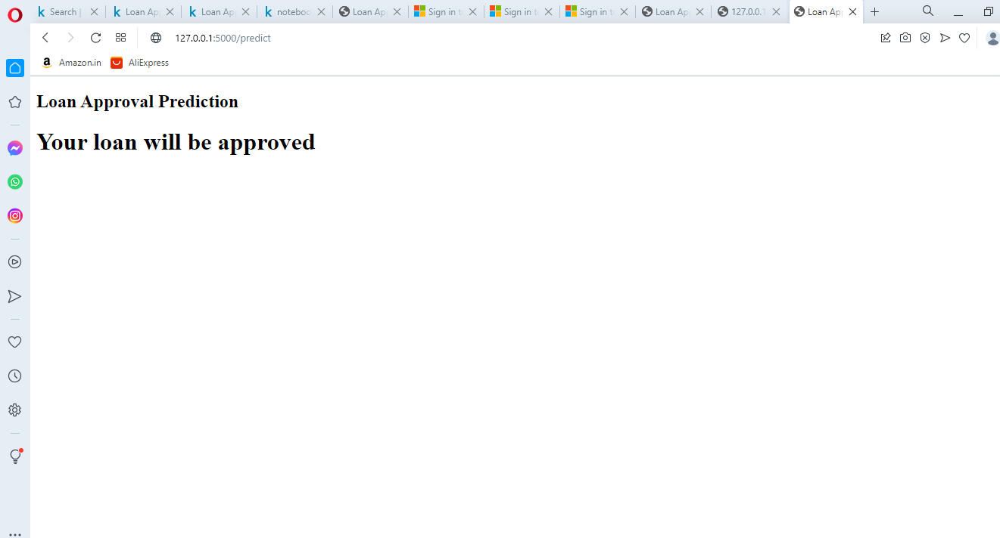 Search |
Loan Ap
Loan Ap
noteboo
Loan Ap
Sign in t
Sign in t
Sign in t
Loan Ap
127.0.0.1
Loan Ap
127.0.0.1:5000/predict
a Amazon.in
AliExpress
Loan Approval Prediction
Your loan will be approved